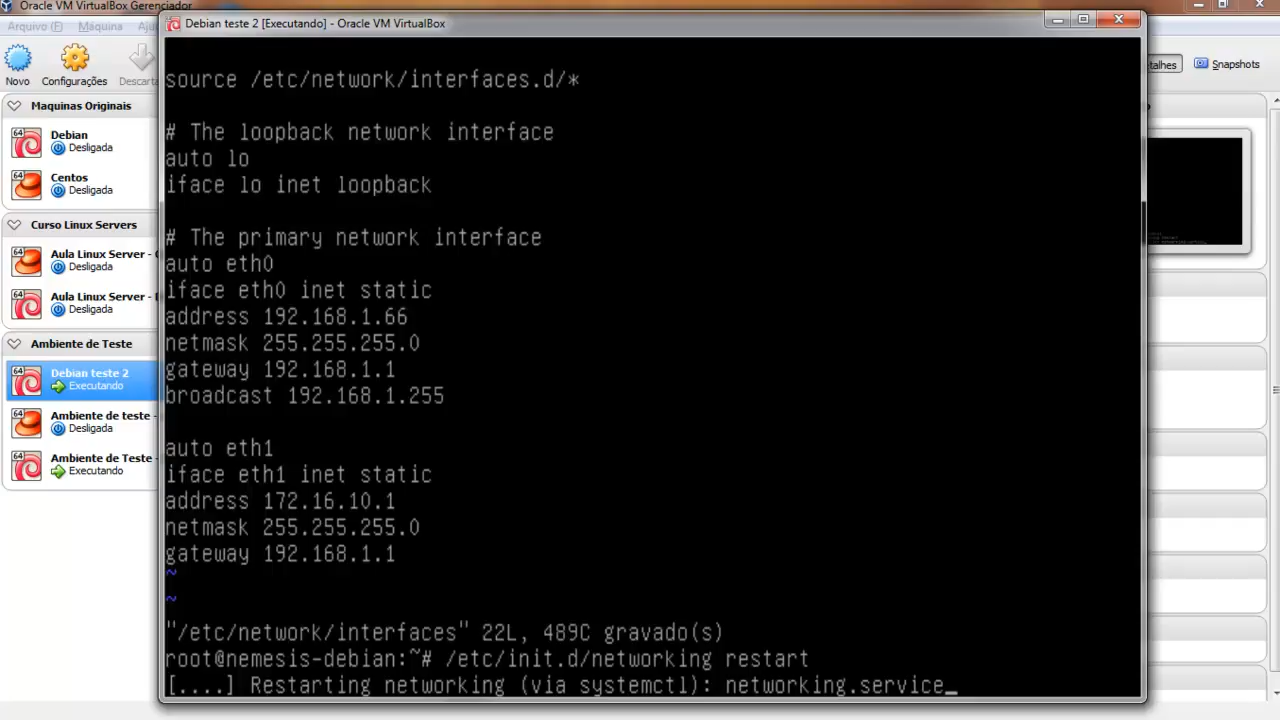 Oracle VM VirtualBox Gerenciador
Debian teste 2 [Executando] - Oracle VM VirtualBox
Arquivo (F) Máquina
Novo Configurações
Snapshots
Maquinas Originais
Debian
Desligada
Centos
Desligada
Curso Linux Servers
Aula Linux Server -
Desligada
Aula Linux Server -
Desligada
Ambiente de Teste
Debian teste 2
Executando
Ambiente de teste -
Desligada
Ambiente de Teste -
Executando
source /etc/network/interfaces.d/*
# The loopback network interface
auto lo
iface lo inet loopback
# The primary network interface
auto eth0
iface eth0 inet static
address 192.168.1.66
netmask 255.255.255.0
gateway 192.168.1.1
broadcast 192.168.1.255
auto eth1
iface eth1 inet static
address 172.16.10.1
netmask 255.255.255.0
gateway 192.168.1.1
~
~
"/etc/network/interfaces" 22L, 489C gravado(s)
root@nemesis-debian:~# /etc/init.d/networking restart
[....] Restarting networking (via systemctl): networking.service_